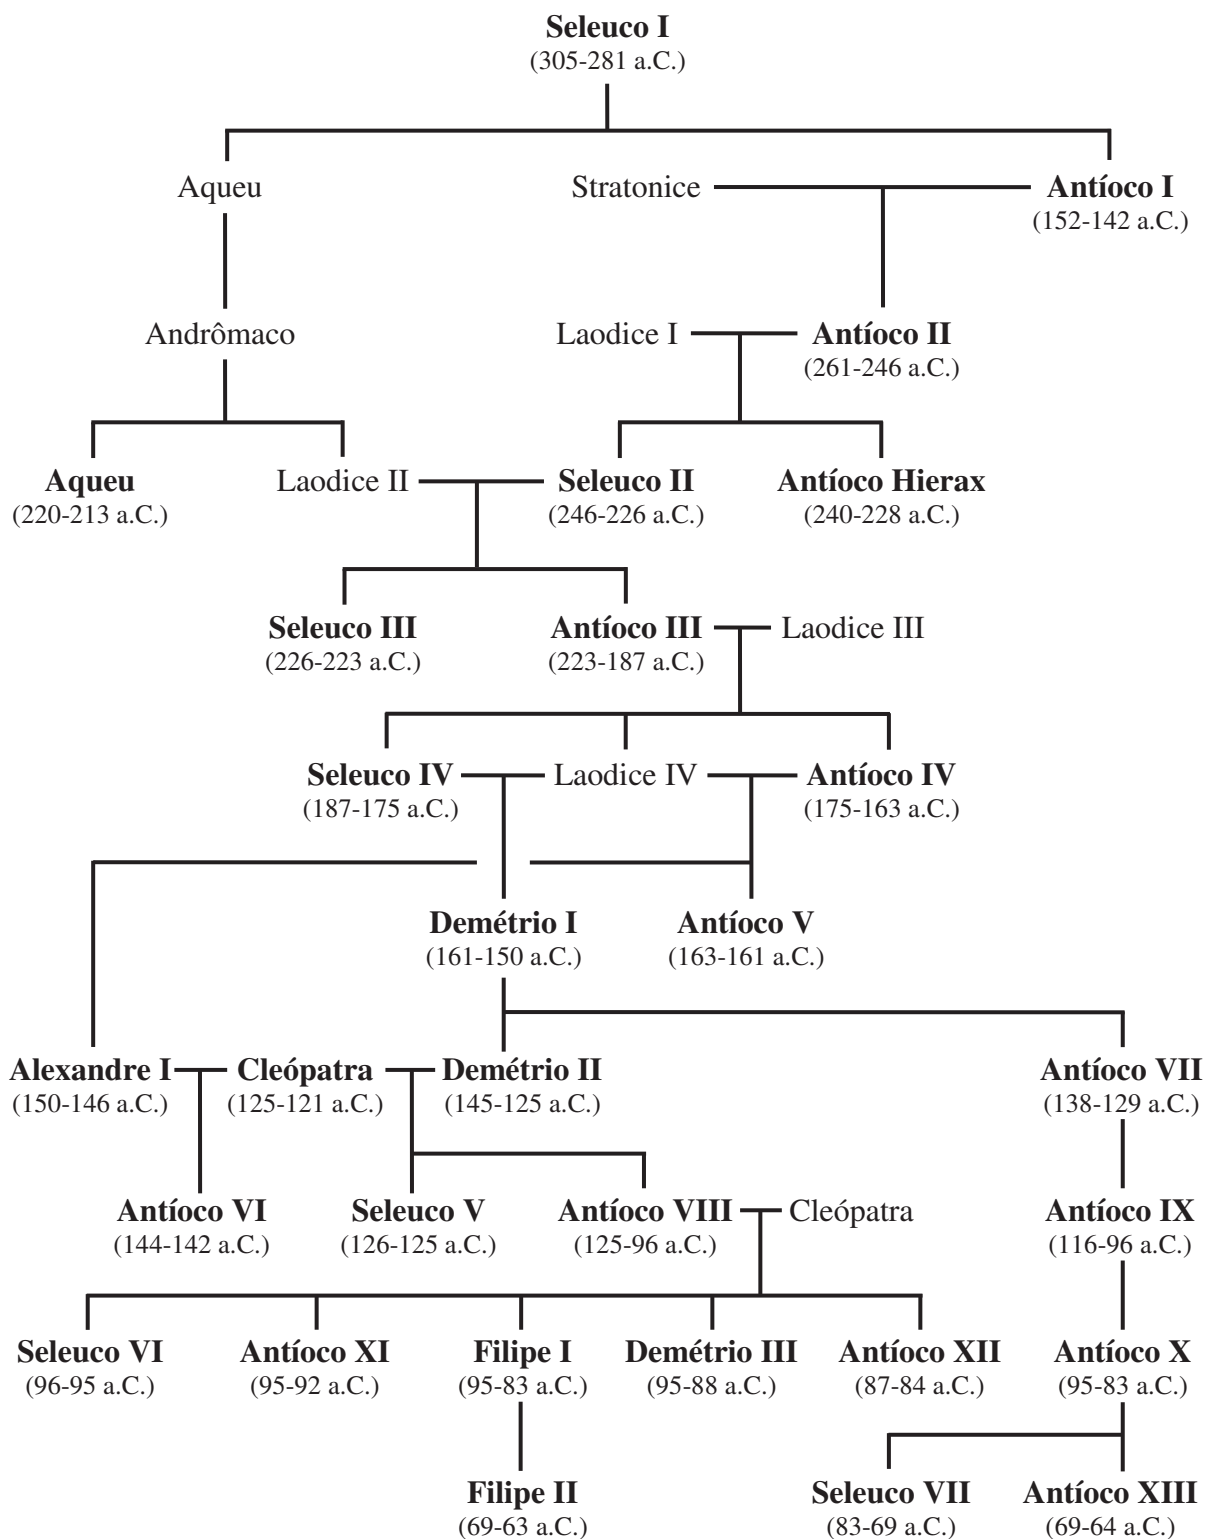 Seleuco I
(305-281 a.C.)
Aqueu
Stratonice
Antíoco I
(152-142 a.C.)
Andrômaco
Laodice I
Antíoco II
(261-246 a.C.)
Aqueu
(220-213 a.C.)
Laodice II
Seleuco II
(246-226 a.C.)
Antíoco Hierax
(240-228 a.C.)
Seleuco III
(226-223 a.C.)
Antíoco III
(223-187 a.C.)
Laodice III
Seleuco IV
(187-175 a.C.)
Laodice IV
Antíoco IV
(175-163 a.C.)
Demétrio I
(161-150 a.C.)
Antíoco V
(163-161 a.C.)
Alexandre I
(150-146 a.C.)
Cleópatra
(125-121 a.C.)
Demétrio II
(145-125 a.C.)
Antíoco VII
(138-129 a.C.)
Antíoco VI
(144-142 a.C.)
Seleuco V
(126-125 a.C.)
Antíoco VIII
(125-96 a.C.)
Cleópatra
Antíoco IX
(116-96 a.C.)
Seleuco VI
(96-95 a.C.)
Antíoco XI
(95-92 a.C.)
Filipe I
(95-83 a.C.)
Demétrio III
(95-88 a.C.)
Antíoco XII
(87-84 a.C.)
Antíoco X
(95-83 a.C.)
Filipe II
(69-63 a.C.)
Seleuco VII
(83-69 a.C.)
Antíoco XIII
(69-64 a.C.)